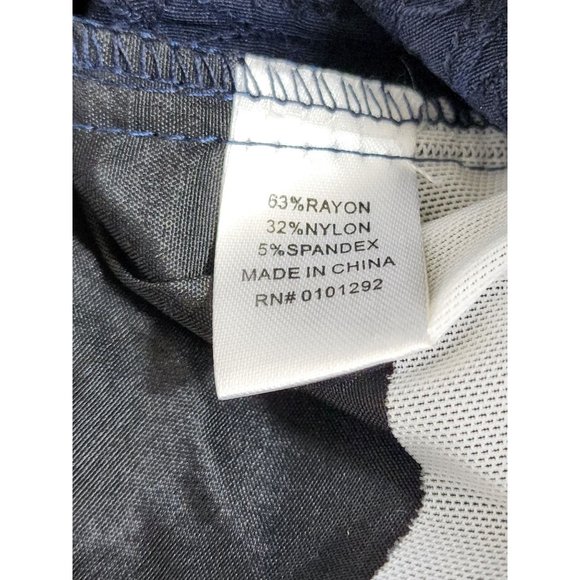 63%RAYON
32%NYLON
5%SPANDEX
MADE IN CHINA
RN# 0101292